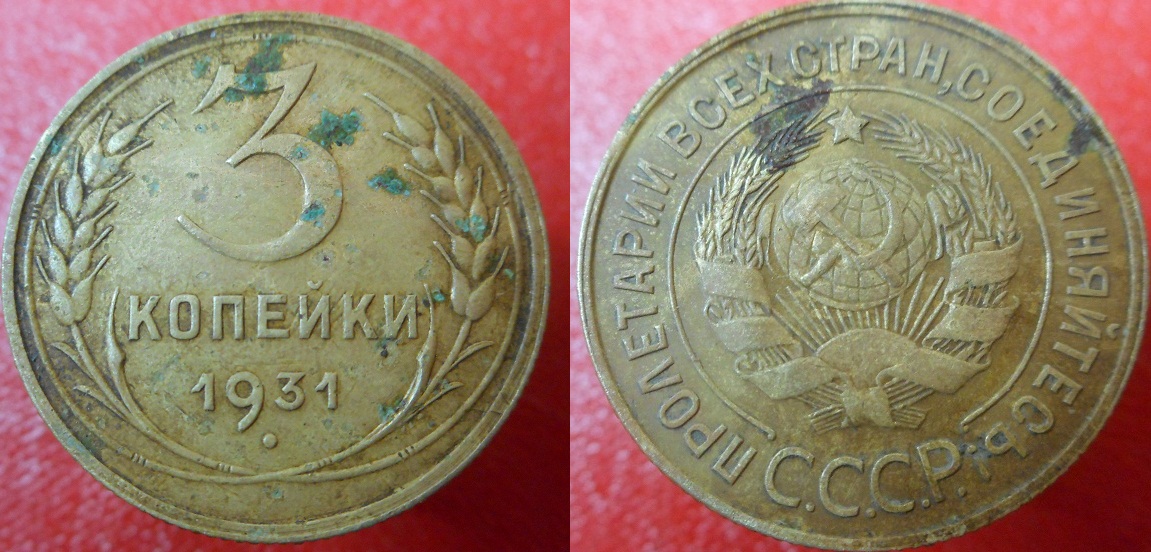 3
КОПЕЙКИ
1931
ПРОЛЕТАРИИ ВСЕХ СТРАН, СОЕДИНЯЙТЕСЬ!
С.С.С.Р.